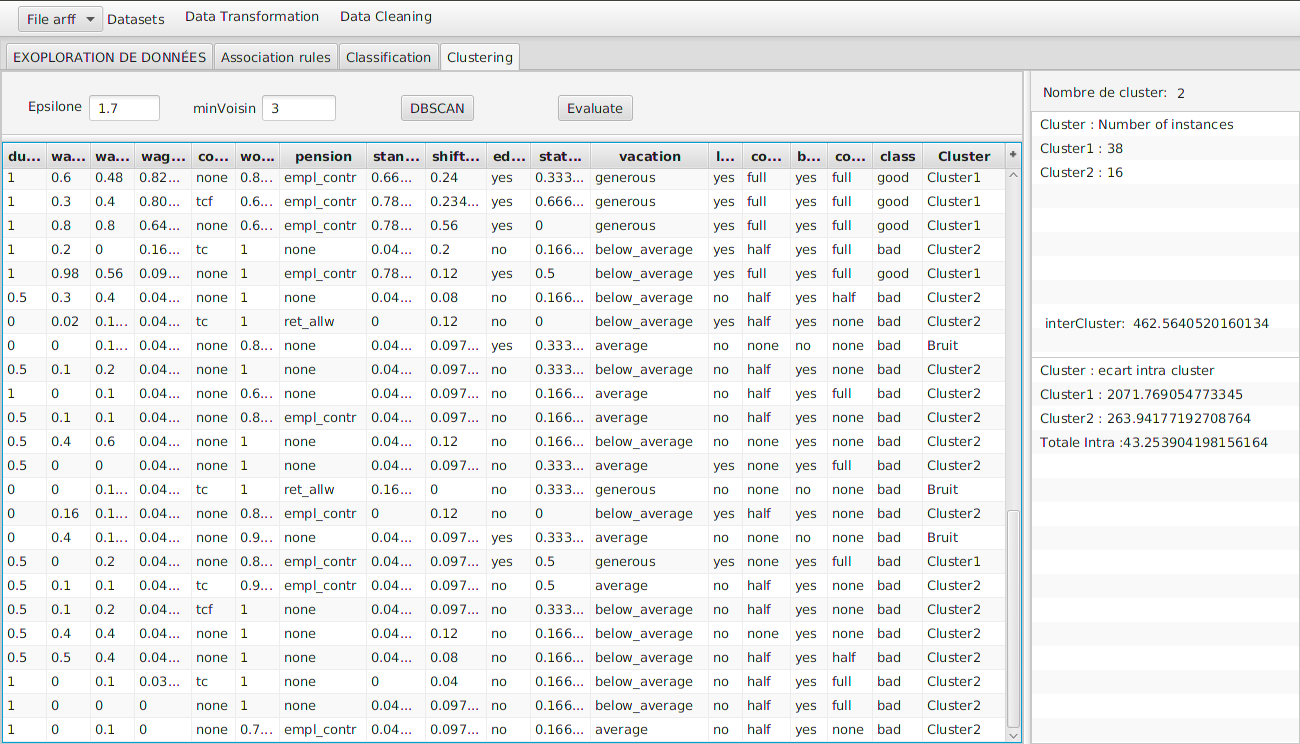 File arff Datasets Data Transformation Data Cleaning
EXOPLORATION DE DONNÉES Association rules Classification Clustering
Epsilone 1.7 minVoisin 3 DBSCAN Evaluate
du... wa... wa... wag... co... wo... pension stan... shift... ed... stat... vacation l... co... b... co... class Cluster +
1 0.6 0.48 0.82... none 0.8... empl_contr 0.66... 0.24 yes 0.333... generous yes full yes full good Cluster1
1 0.3 0.4 0.80... tcf 0.6... empl_contr 0.78... 0.234... yes 0.666... generous yes full yes full good Cluster1
1 0.8 0.8 0.64... none 0.6... empl_contr 0.78... 0.56 yes 0 generous yes full yes full good Cluster1
1 0.2 0 0.16... tc 1 none 0.04... 0.2 no 0.166... below_average yes half yes full bad Cluster2
1 0.98 0.56 0.09... none 1 empl_contr 0.78... 0.12 yes 0.5 below_average yes full yes full good Cluster1
0.5 0.3 0.4 0.04... none 1 none 0.04... 0.08 no 0.166... below_average no half yes half bad Cluster2
0 0.02 0.1... 0.04... tc 1 ret_allw 0 0.12 no 0 below_average yes half yes none bad Cluster2
0 0 0.1... 0.04... none 0.8... none 0.04... 0.097... yes 0.333... average no none no none bad Bruit
0.5 0.1 0.2 0.04... none 1 none 0.04... 0.097... no 0.333... below_average no half yes none bad Cluster2
1 0 0.1 0.04... none 0.6... none 0.04... 0.097... no 0.166... average no half yes full bad Cluster2
0.5 0.1 0.1 0.04... none 0.8... empl_contr 0.04... 0.097... no 0.166... average no half yes none bad Cluster2
0.5 0.4 0.6 0.04... none 1 none 0.04... 0.12 no 0.166... below_average no none yes none bad Cluster2
0.5 0 0 0.04... none 1 none 0.04... 0.097... no 0.333... average yes none yes full bad Cluster2
0 0 0.1... 0.04... tc 1 ret_allw 0.16... 0 no 0.333... generous no none no none bad Bruit
0 0.16 0.1... 0.04... none 0.8... empl_contr 0 0.12 no 0 below_average yes half yes none bad Cluster2
0 0.4 0.1... 0.04... none 0.9... none 0.04... 0.097... yes 0.333... average no none no none bad Bruit
0.5 0 0.2 0.04... none 0.8... empl_contr 0.04... 0.097... yes 0.5 generous yes none yes full bad Cluster1
0.5 0.1 0.1 0.04... tc 0.9... empl_contr 0.04... 0.097... no 0.5 average no half yes none bad Cluster2
0.5 0.1 0.2 0.04... tcf 1 none 0.04... 0.097... no 0.333... below_average no half yes none bad Cluster2
0.5 0.4 0.4 0.04... none 1 none 0.04... 0.12 no 0.166... below_average no none yes none bad Cluster2
0.5 0.5 0.4 0.04... none 1 none 0.04... 0.08 no 0.166... below_average no half yes half bad Cluster2
1 0 0.1 0.03... tc 1 none 0 0.04 no 0.166... below_average no half yes full bad Cluster2
1 0 0 0 none 1 none 0.04... 0.097... no 0.166... below_average no half yes full bad Cluster2
1 0 0.1 0 none 0.7... empl_contr 0.04... 0.097... no 0.166... average no half yes none bad Cluster2
Nombre de cluster: 2
Cluster : Number of instances
Cluster1 : 38
Cluster2 : 16
interCluster: 462.5640520160134
Cluster : ecart intra cluster
Cluster1 : 2071.769054773345
Cluster2 : 263.94177192708764
Totale Intra :43.253904198156164